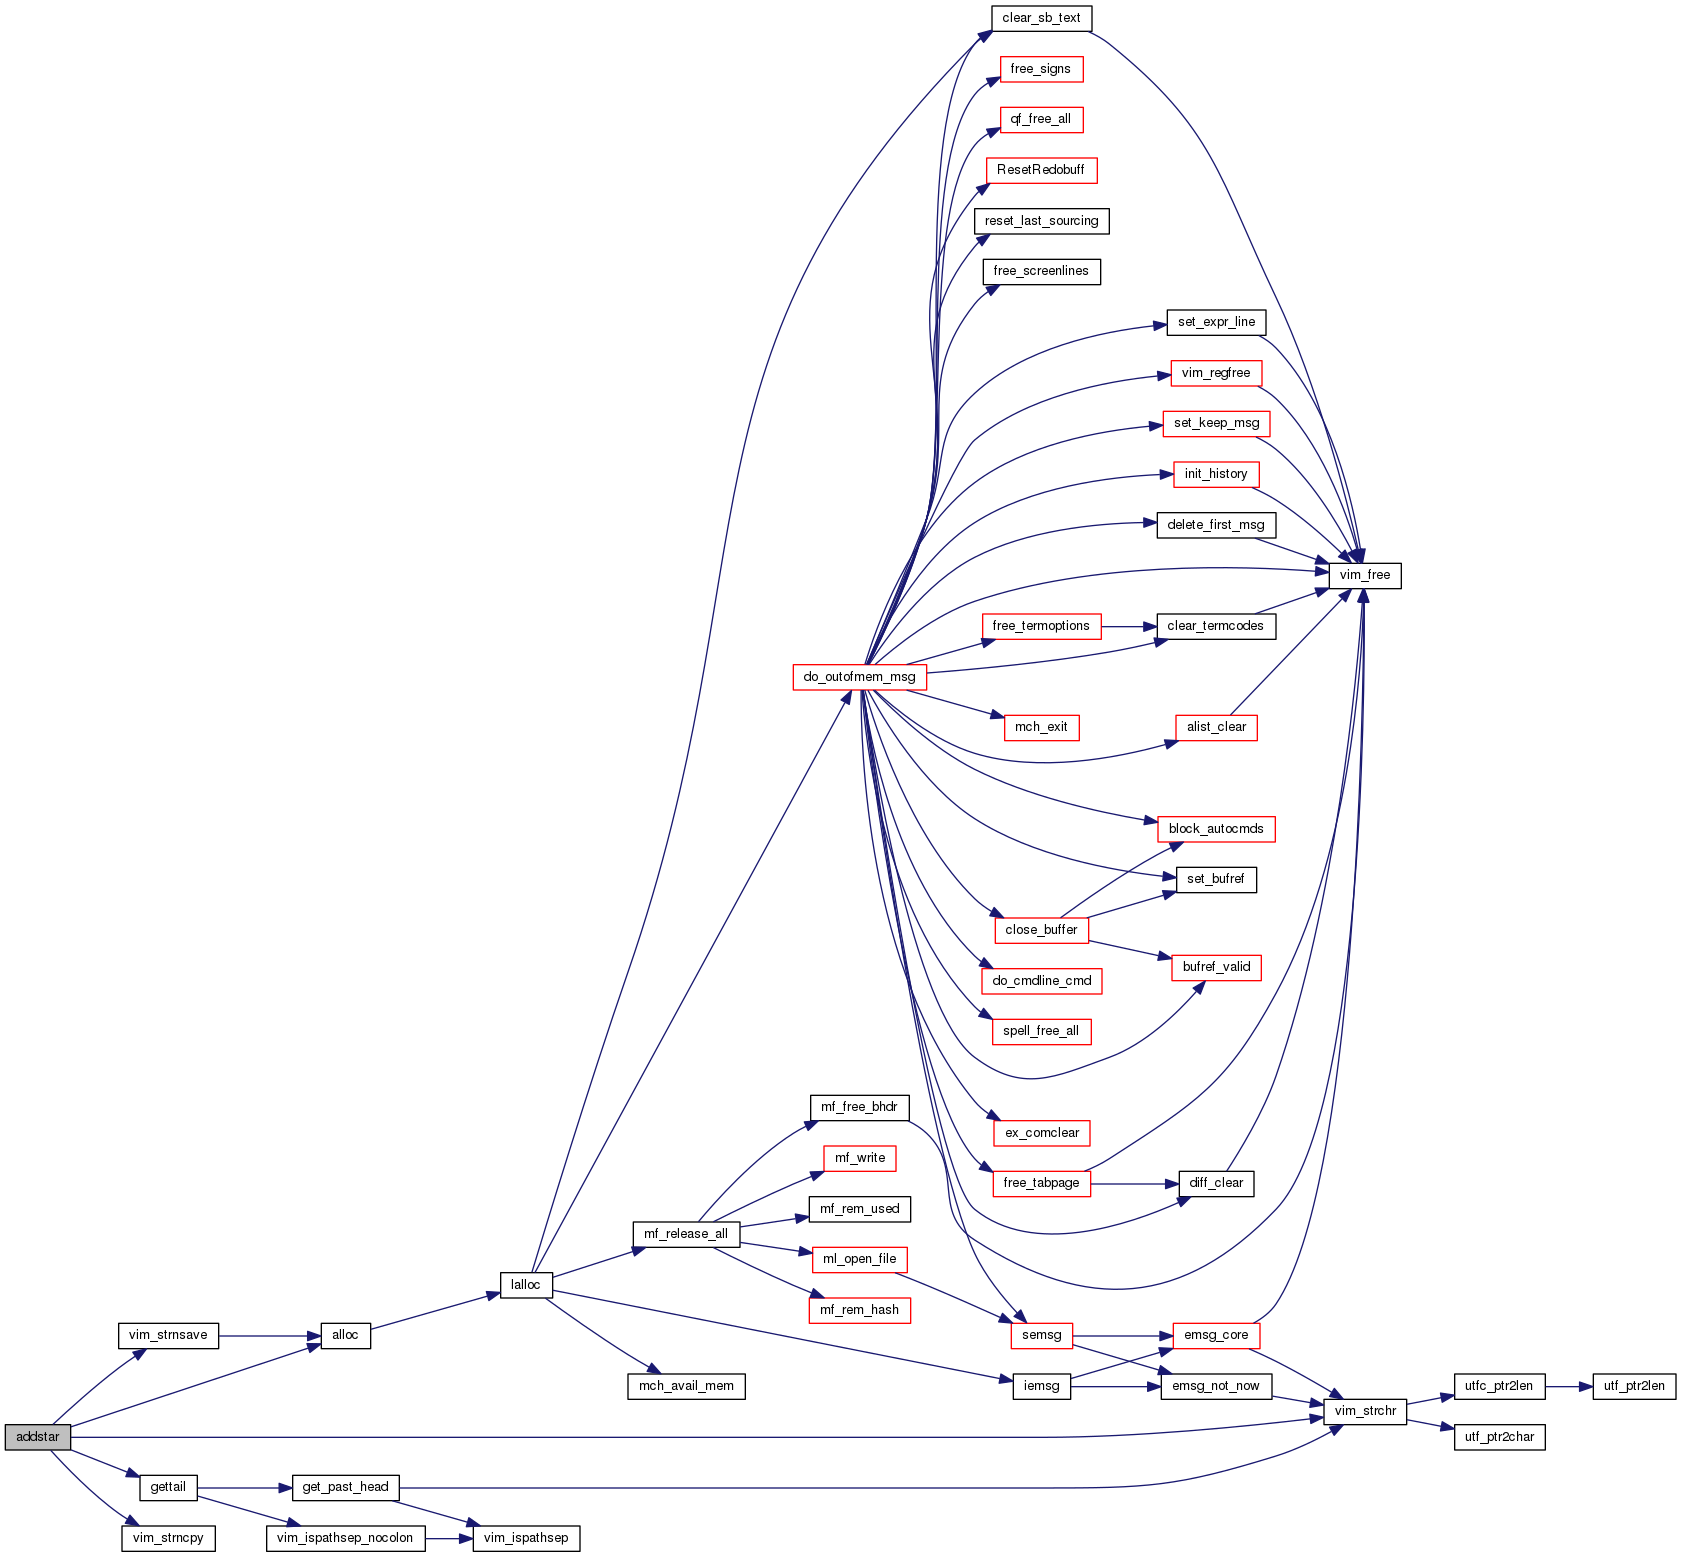 clear_sb_text
free_signs
qf_free_all
ResetRedobuff
reset_last_sourcing
free_screenlines
set_expr_line
vim_regfree
set_keep_msg
init_history
delete_first_msg
vim_free
free_termoptions
clear_termcodes
do_outofmem_msg
mch_exit
alist_clear
block_autocmds
set_bufref
close_buffer
bufref_valid
do_cmdline_cmd
spell_free_all
mf_free_bhdr
ex_comclear
mf_write
free_tabpage
diff_clear
mf_rem_used
mf_release_all
ml_open_file
lalloc
mf_rem_hash
vim_strnsave
alloc
semsg
emsg_core
mch_avail_mem
iemsg
emsg_not_now
utfc_ptr2len
utf_ptr2len
vim_strchr
addstar
utf_ptr2char
gettail
get_past_head
vim_strncpy
vim_ispathsep_nocolon
vim_ispathsep